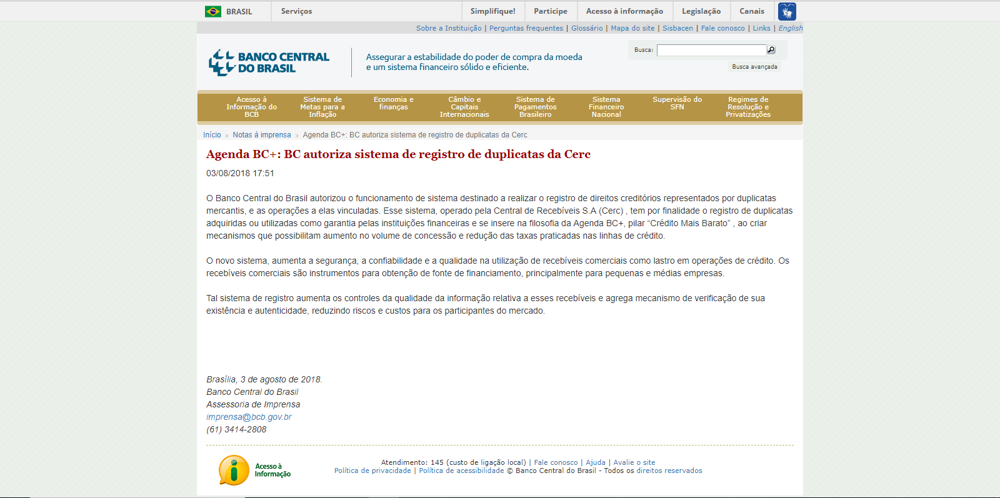 BRASIL Serviços Simplifique! Participe Acesso à informação Legislação Canais
Sobre a Instituição | Perguntas frequentes | Glossário | Mapa do site | Sisbacen | Fale conosco | Links | English
BANCO CENTRAL
DO BRASIL
Assegurar a estabilidade do poder de compra da moeda
e um sistema financeiro sólido e eficiente.
Busca:
Busca avançada
Acesso à
Informação do
BCB
Sistema de
Metas para a
Inflação
Economia e
finanças
Câmbio e
Capitais
Internacionais
Sistema de
Pagamentos
Brasileiro
Sistema
Financeiro
Nacional
Supervisão do
SFN
Regimes de
Resolução e
Privatizações
Início » Notas à imprensa » Agenda BC+: BC autoriza sistema de registro de duplicatas da Cerc
Agenda BC+: BC autoriza sistema de registro de duplicatas da Cerc
03/08/2018 17:51
O Banco Central do Brasil autorizou o funcionamento de sistema destinado a realizar o registro de direitos creditórios representados por duplicatas
mercantis, e as operações a elas vinculadas. Esse sistema, operado pela Central de Recebíveis S.A (Cerc) , tem por finalidade o registro de duplicatas
adquiridas ou utilizadas como garantia pelas instituições financeiras e se insere na filosofia da Agenda BC+, pilar “Crédito Mais Barato” , ao criar
mecanismos que possibilitam aumento no volume de concessão e redução das taxas praticadas nas linhas de crédito.
O novo sistema, aumenta a segurança, a confiabilidade e a qualidade na utilização de recebíveis comerciais como lastro em operações de crédito. Os
recebíveis comerciais são instrumentos para obtenção de fonte de financiamento, principalmente para pequenas e médias empresas.
Tal sistema de registro aumenta os controles da qualidade da informação relativa a esses recebíveis e agrega mecanismo de verificação de sua
existência e autenticidade, reduzindo riscos e custos para os participantes do mercado.
Brasília, 3 de agosto de 2018.
Banco Central do Brasil
Assessoria de Imprensa
imprensa@bcb.gov.br
(61) 3414-2808
Acesso à
Informação
Atendimento: 145 (custo de ligação local) | Fale conosco | Ajuda | Avalie o site
Política de privacidade | Política de acessibilidade © Banco Central do Brasil - Todos os direitos reservados